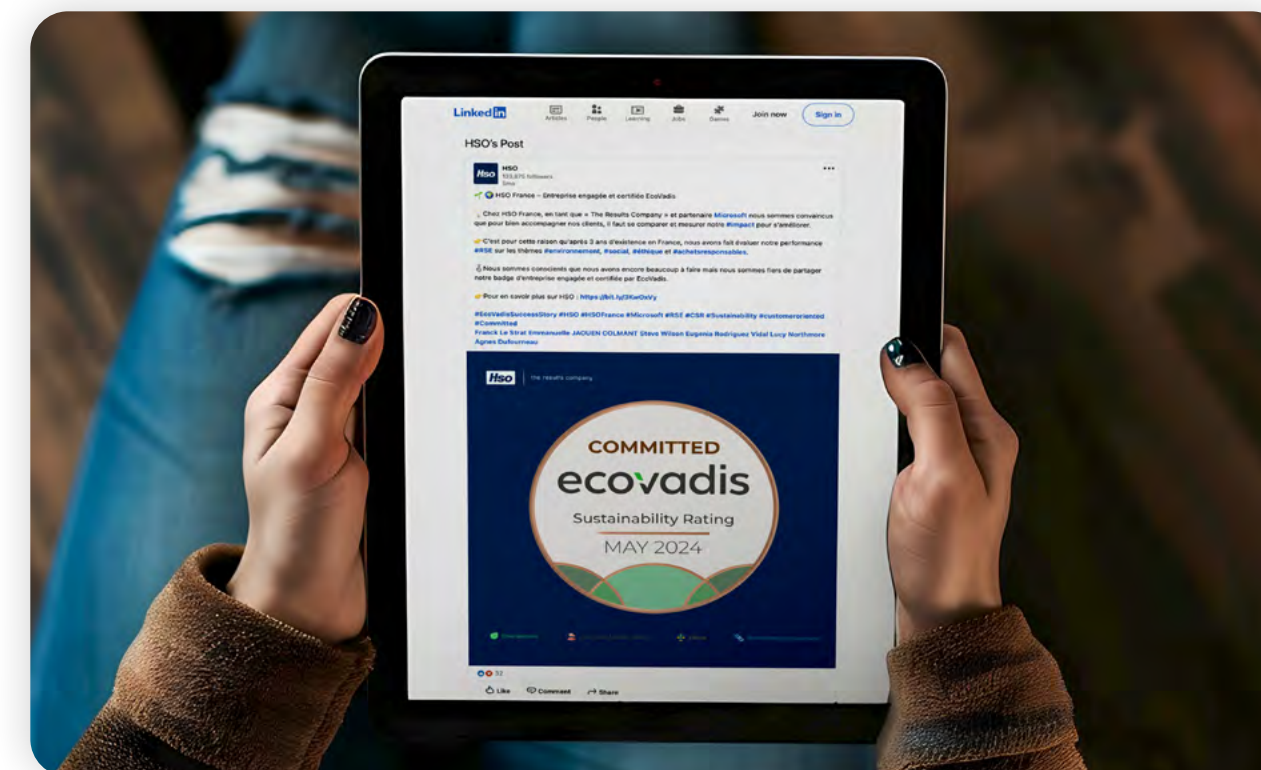 Linked in
Articles People Learning Jobs Games Join now Sign in
HSO's Post
Hso
HSO
133,875 followers
3mo
HSO France – Entreprise engagée et certifiée EcoVadis
Chez HSO France, en tant que « The Results Company » et partenaire Microsoft nous sommes convaincus
que pour bien accompagner nos clients, il faut se comparer et mesurer notre #impact pour s'améliorer.
C'est pour cette raison qu'après 3 ans d'existence en France, nous avons fait évaluer notre performance
#RSE sur les thèmes #environnement, #social, #éthique et #achatsresponsables.
Nous sommes conscients que nous avons encore beaucoup à faire mais nous sommes fiers de partager
notre badge d'entreprise engagée et certifiée par EcoVadis.
Pour en savoir plus sur HSO :
#EcoVadisSuccessStory #HSO #HSOFrance #Microsoft #RSE #CSR #Sustainability #customeroriented
#Committed
Franck Le Strat Emmanuelle JAOUEN COLMANT Steve Wilson Eugenia Rodrigues Vidal Lucy Northmore
Agnes Dufourneau
Hso the results company
COMMITTED
ecovadis
Sustainability Rating
MAY 2024
32
Like Comment Share